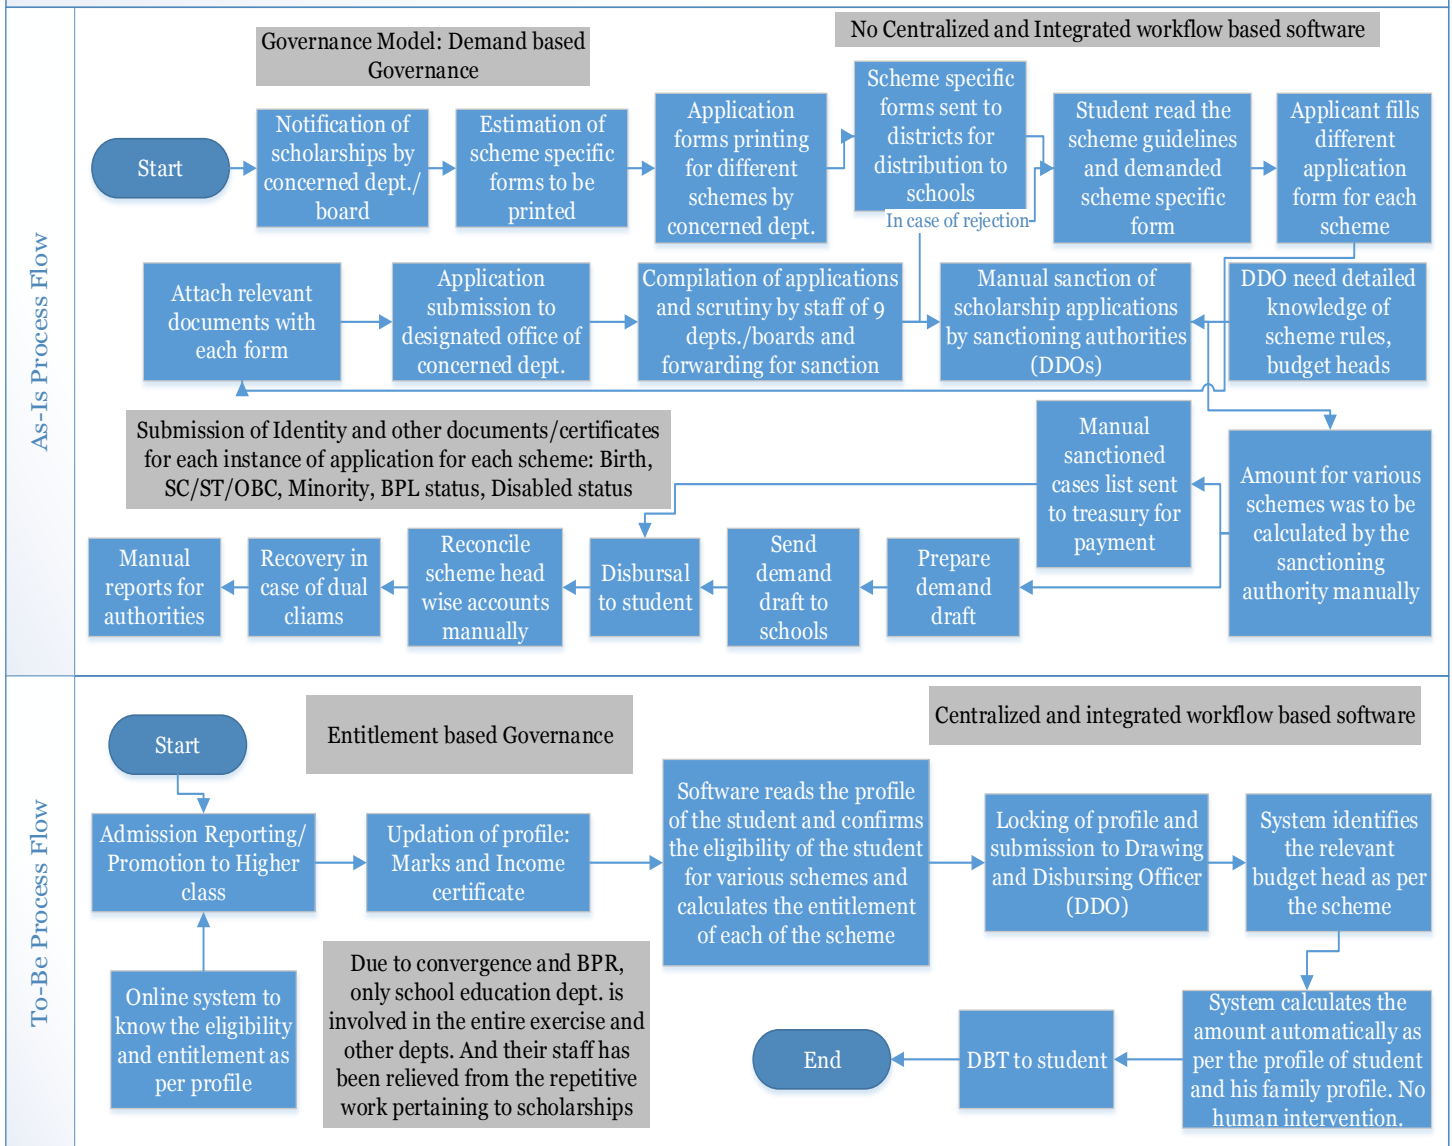 As-Is Process Flow
Governance Model: Demand based
Governance
No Centralized and Integrated workflow based software
Start
Notification of
scholarships by
concerned dept./
board
Estimation of
scheme specific
forms to be
printed
Application
forms printing
for different
schemes by
concerned dept.
Scheme specific
forms sent to
districts for
distribution to
schools
In case of rejection
Student read the
scheme guidelines
and demanded
scheme specific
form
Applicant fills
different
application
form for each
scheme
Attach relevant
documents with
each form
Application
submission to
designated office of
concerned dept.
Compilation of applications
and scrutiny by staff of 9
depts./boards and
forwarding for sanction
Manual sanction of
scholarship applications
by sanctioning authorities
(DDOs)
DDO need detailed
knowledge of
scheme rules,
budget heads
Submission of Identity and other documents/certificates
for each instance of application for each scheme: Birth,
SC/ST/OBC, Minority, BPL status, Disabled status
Manual
sanctioned
cases list sent
to treasury for
payment
Amount for various
schemes was to be
calculated by the
sanctioning
authority manually
Manual
reports for
authorities
Recovery in
case of dual
cliams
Reconcile
scheme head
wise accounts
manually
Disbursal
to student
Send
demand
draft to
schools
Prepare
demand
draft
To-Be Process Flow
Start
Entitlement based Governance
Centralized and integrated workflow based software
Admission Reporting/
Promotion to Higher
class
Updation of profile:
Marks and Income
certificate
Software reads the profile
of the student and confirms
the eligibility of the student
for various schemes and
calculates the entitlement
of each of the scheme
Locking of profile and
submission to Drawing
and Disbursing Officer
(DDO)
System identifies
the relevant
budget head as per
the scheme
Online system to
know the eligibility
and entitlement as
per profile
Due to convergence and BPR,
only school education dept. is
involved in the entire exercise and
other depts. And their staff has
been relieved from the repetitive
work pertaining to scholarships
End
DBT to student
System calculates the
amount automatically as
per the profile of student
and his family profile. No
human intervention.